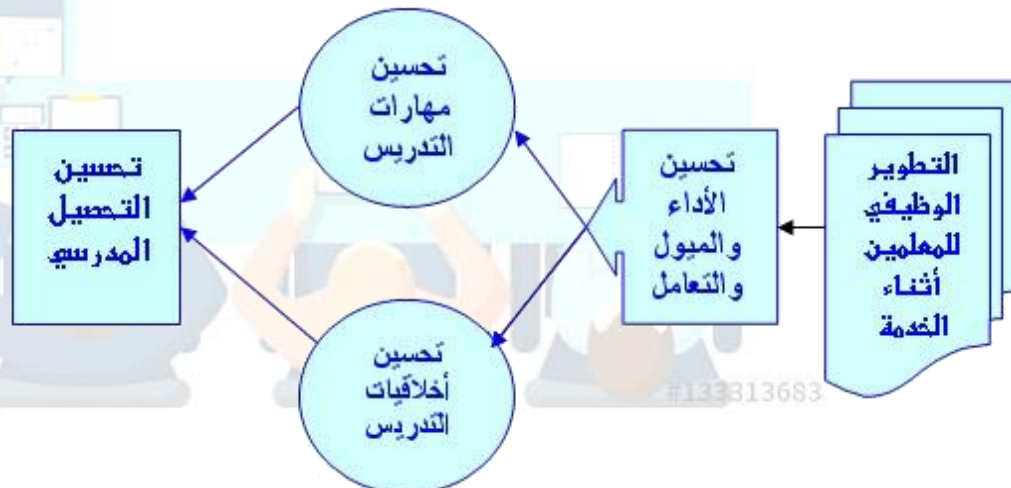 التطوير
الوظيفي
للمعلمين
أثناء
الخدمة
تحسين
الأداء
والميول
والتعامل
تحسين
مهارات
التدريس
تحسين
أخلاقيات
التدريس
تحسين
التحصيل
المدرسي
#133313683